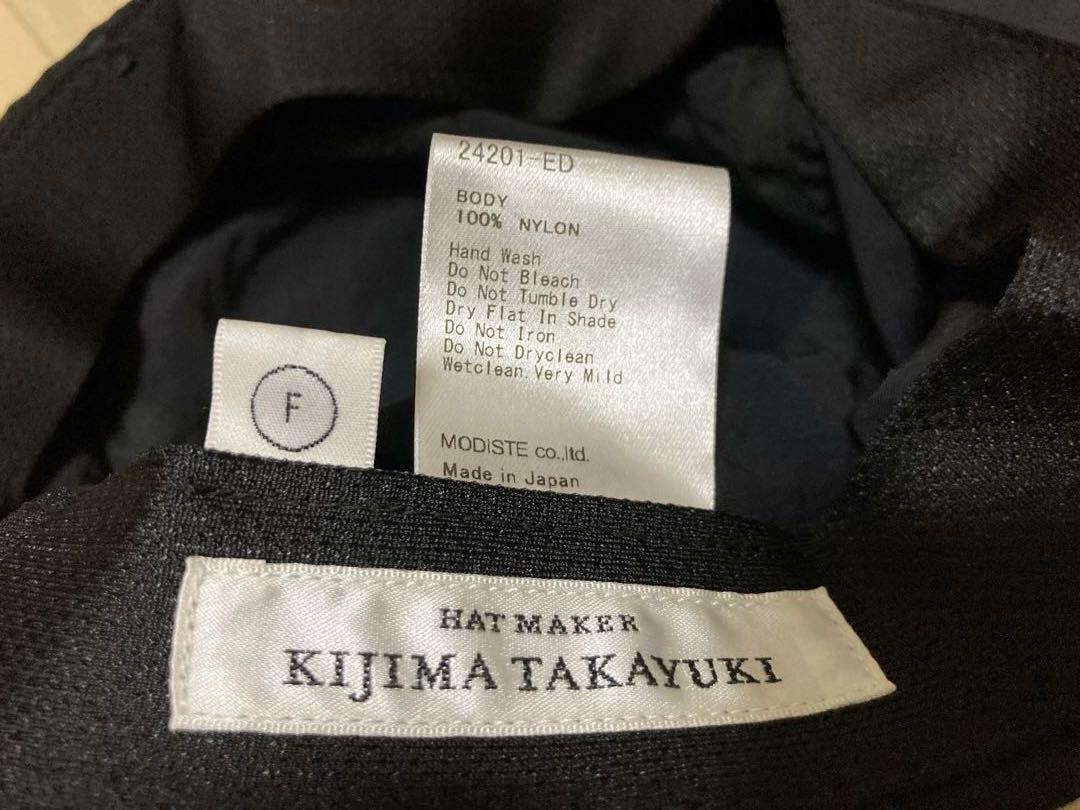 24201-ED
BODY
100% NYLON
Hand Wash
Do Not Bleach
Do Not Tumble Dry
Dry Flat In Shade
Do Not Iron
Do Not Dryclean
Wetclean Very Mild
MODISTE co.,ltd.
Made in Japan
F
HAT MAKER
KIJIMA TAKAYUKI